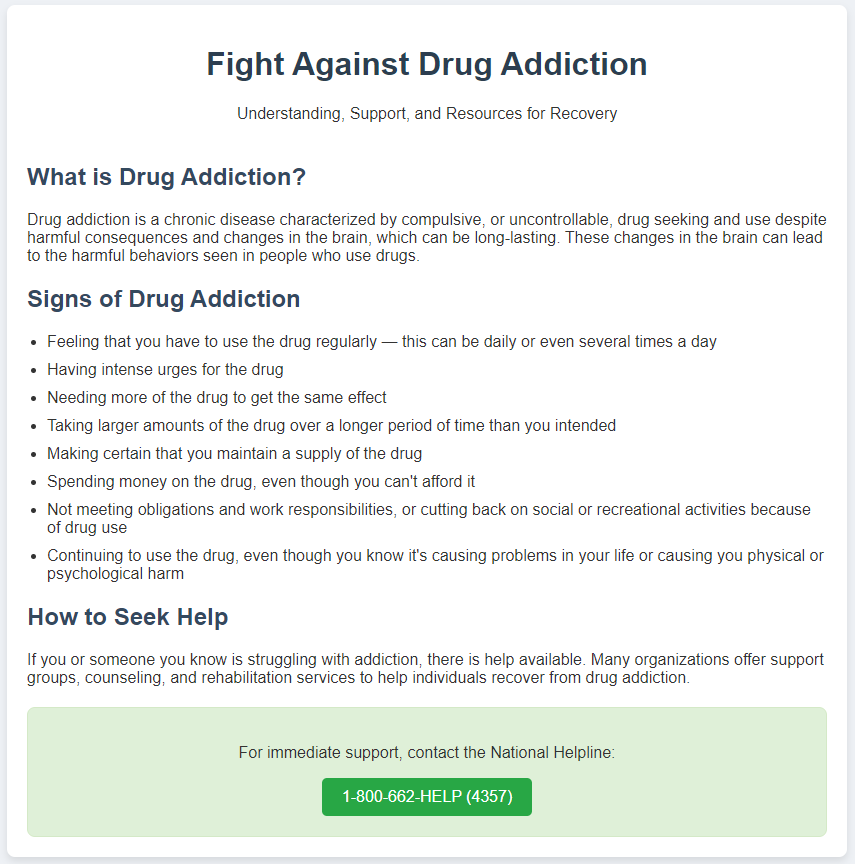 Fight Against Drug Addiction
Understanding, Support, and Resources for Recovery
What is Drug Addiction?
Drug addiction is a chronic disease characterized by compulsive, or uncontrollable, drug seeking and use despite
harmful consequences and changes in the brain, which can be long-lasting. These changes in the brain can lead
to the harmful behaviors seen in people who use drugs.
Signs of Drug Addiction
• Feeling that you have to use the drug regularly — this can be daily or even several times a day
• Having intense urges for the drug
• Needing more of the drug to get the same effect
• Taking larger amounts of the drug over a longer period of time than you intended
• Making certain that you maintain a supply of the drug
• Spending money on the drug, even though you can't afford it
• Not meeting obligations and work responsibilities, or cutting back on social or recreational activities because
of drug use
• Continuing to use the drug, even though you know it's causing problems in your life or causing you physical or
psychological harm
How to Seek Help
If you or someone you know is struggling with addiction, there is help available. Many organizations offer support
groups, counseling, and rehabilitation services to help individuals recover from drug addiction.
For immediate support, contact the National Helpline:
1-800-662-HELP (4357)